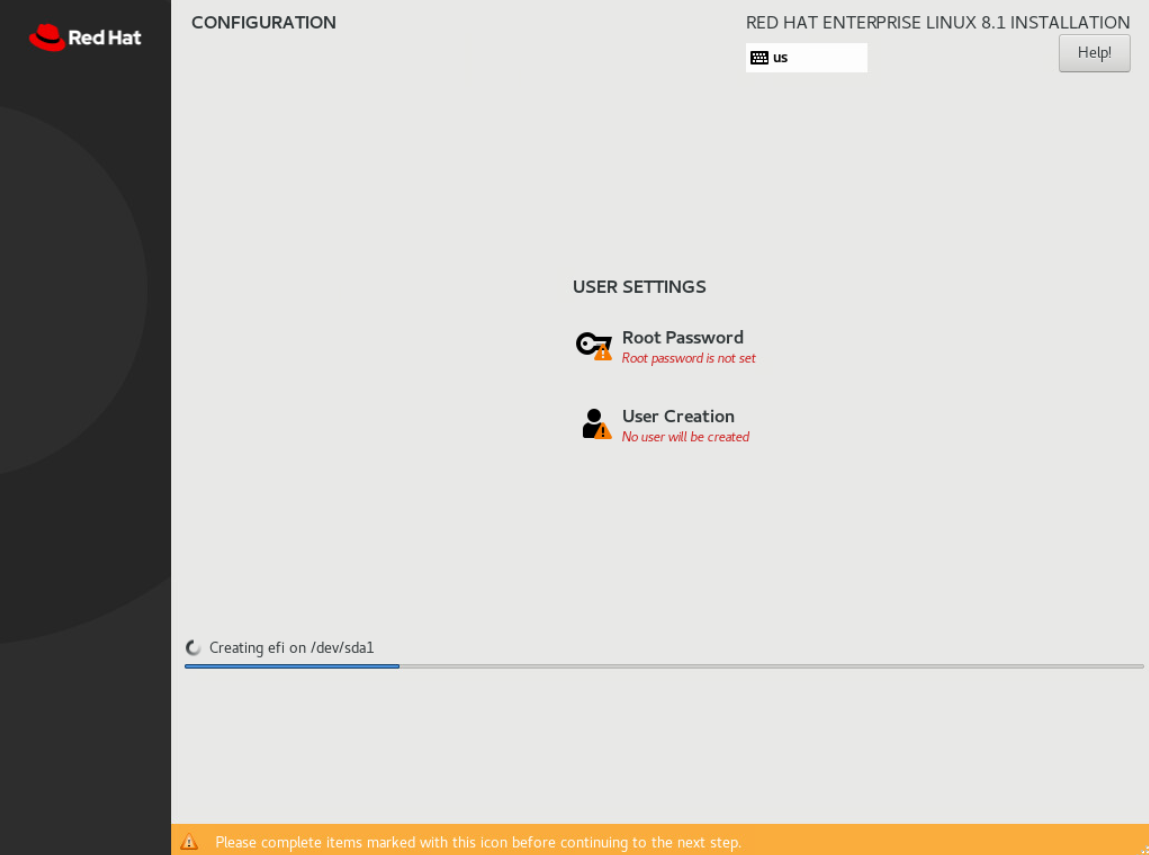 Red Hat
CONFIGURATION
RED HAT ENTERPRISE LINUX 8.1 INSTALLATION
us
Help!
USER SETTINGS
Root Password
Root password is not set
User Creation
No user will be created
Creating efi on /dev/sda1
Please complete items marked with this icon before continuing to the next step.